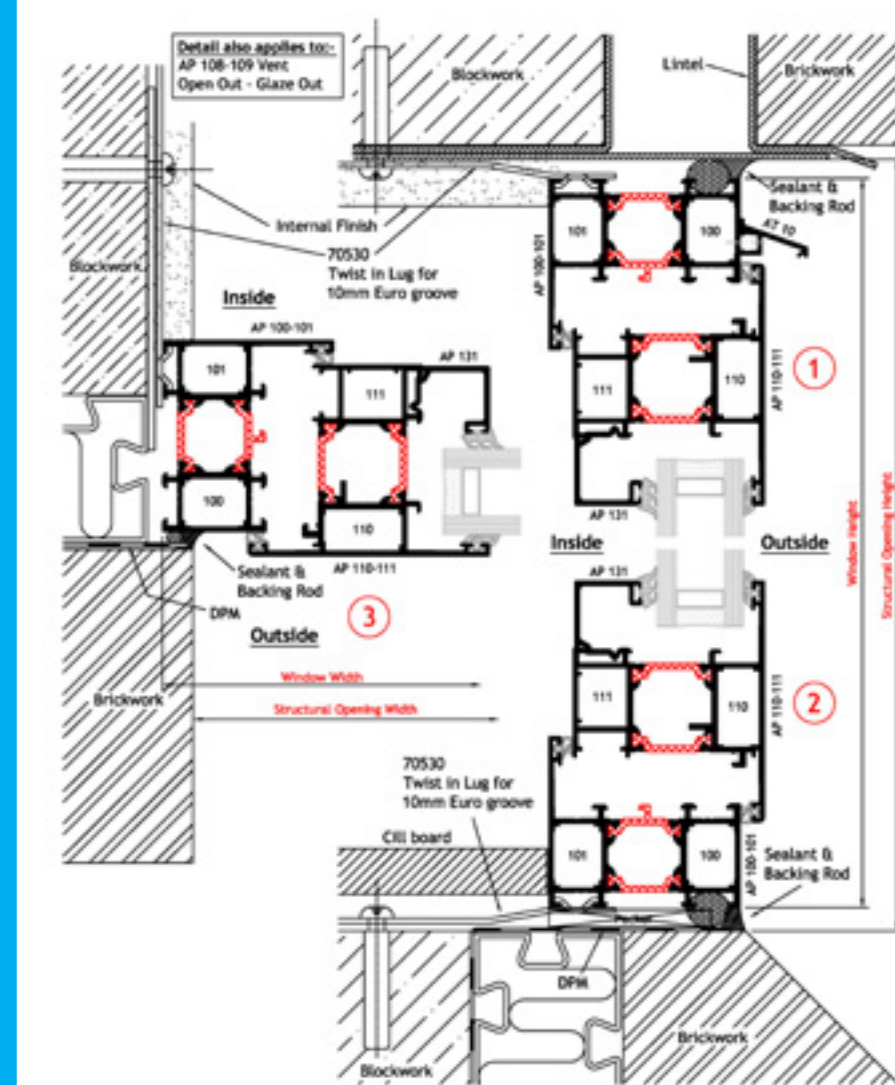 Detail also applies to:-
AP 108-109 Vent
Open Out - Glaze Out
Blockwork
Lintel
Brickwork
Sealant &
Backing Rod
Internal Finish
101
100
KT 10
Blockwork
70530
Twist in Lug for
10mm Euro groove
AP 100-101
Inside
AP 100-101
AP 131
101
111
1
111
110
AP 110-111
100
110
AP 131
Inside
Outside
Window Height
Structural Opening Height
AP 110-111
AP 131
Sealant &
Backing Rod
DPM
3
Outside
Window Width
Brickwork
111
110
2
AP 110-111
Structural Opening Width
70530
Twist in Lug for
10mm Euro groove
Cill board
101
100
AP 100-101
Sealant &
Backing Rod
DPM
Brickwork
Blockwork